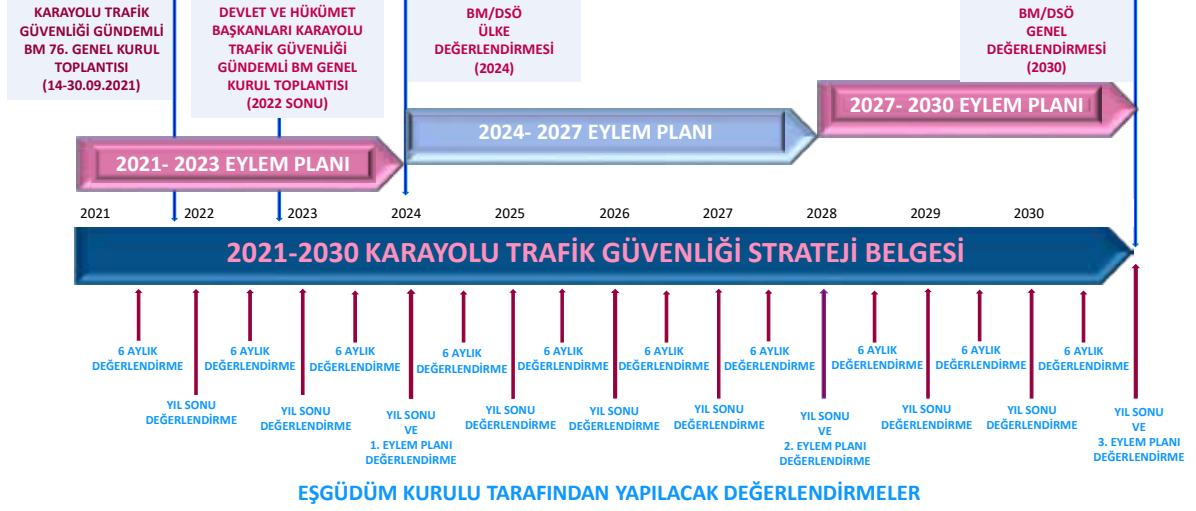 KARAYOLU TRAFİK
GÜVENLİĞİ GÜNDEMLİ
BM 76. GENEL KURUL
TOPLANTISI
(14-30.09.2021)
DEVLET VE HÜKÜMET
BAŞKANLARI KARAYOLU
TRAFİK GÜVENLİĞİ
GÜNDEMLİ BM GENEL
KURUL TOPLANTISI
(2022 SONU)
BM/DSÖ
ÜLKE
DEĞERLENDİRMESİ
(2024)
BM/DSÖ
GENEL
DEĞERLENDİRMESİ
(2030)
2021- 2023 EYLEM PLANI
2024- 2027 EYLEM PLANI
2027- 2030 EYLEM PLANI
2021 2022 2023 2024 2025 2026 2027 2028 2029 2030
2021-2030 KARAYOLU TRAFİK GÜVENLİĞİ STRATEJİ BELGESİ
6 AYLIK
DEĞERLENDİRME
6 AYLIK
DEĞERLENDİRME
6 AYLIK
DEĞERLENDİRME
6 AYLIK
DEĞERLENDİRME
6 AYLIK
DEĞERLENDİRME
6 AYLIK
DEĞERLENDİRME
6 AYLIK
DEĞERLENDİRME
6 AYLIK
DEĞERLENDİRME
6 AYLIK
DEĞERLENDİRME
6 AYLIK
DEĞERLENDİRME
YIL SONU
DEĞERLENDİRME
YIL SONU
DEĞERLENDİRME
YIL SONU
VE
1. EYLEM PLANI
DEĞERLENDİRME
YIL SONU
DEĞERLENDİRME
YIL SONU
DEĞERLENDİRME
YIL SONU
DEĞERLENDİRME
YIL SONU
VE
2. EYLEM PLANI
DEĞERLENDİRME
YIL SONU
DEĞERLENDİRME
YIL SONU
DEĞERLENDİRME
YIL SONU
VE
3. EYLEM PLANI
DEĞERLENDİRME
EŞGÜDÜM KURULU TARAFINDAN YAPILACAK DEĞERLENDİRMELER